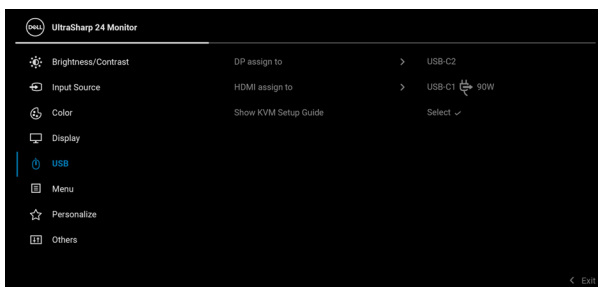 DELL UltraSharp 24 Monitor
Brightness/Contrast DP assign to > USB-C2
Input Source HDMI assign to > USB-C1 90W
Color Show KVM Setup Guide Select ✓
Display
USB
Menu
Personalize
Others
< Exit